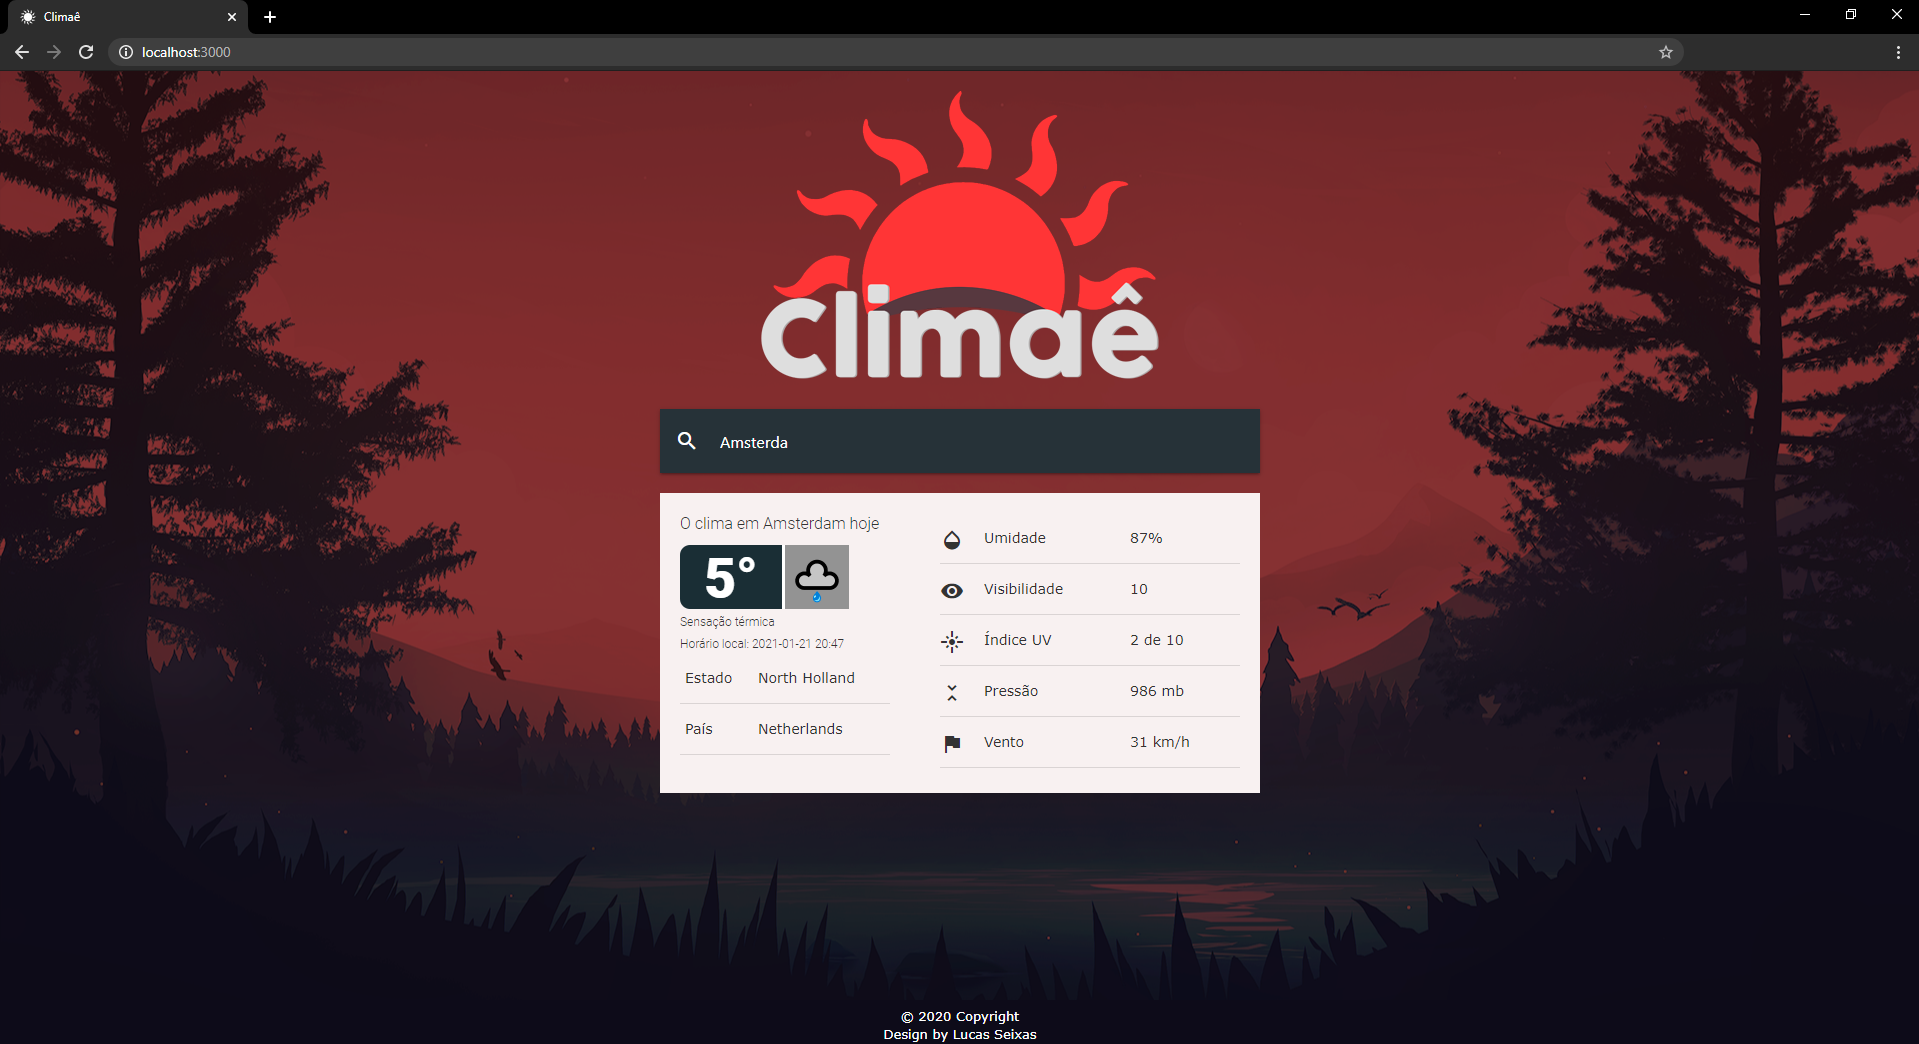 Climaê
localhost:3000
Climaê
Amsterda
O clima em Amsterdam hoje
5°
Sensação térmica
Horário local: 2021-01-21 20:47
Estado North Holland
País Netherlands
Umidade 87%
Visibilidade 10
Índice UV 2 de 10
Pressão 986 mb
Vento 31 km/h
© 2020 Copyright
Design by Lucas Seixas